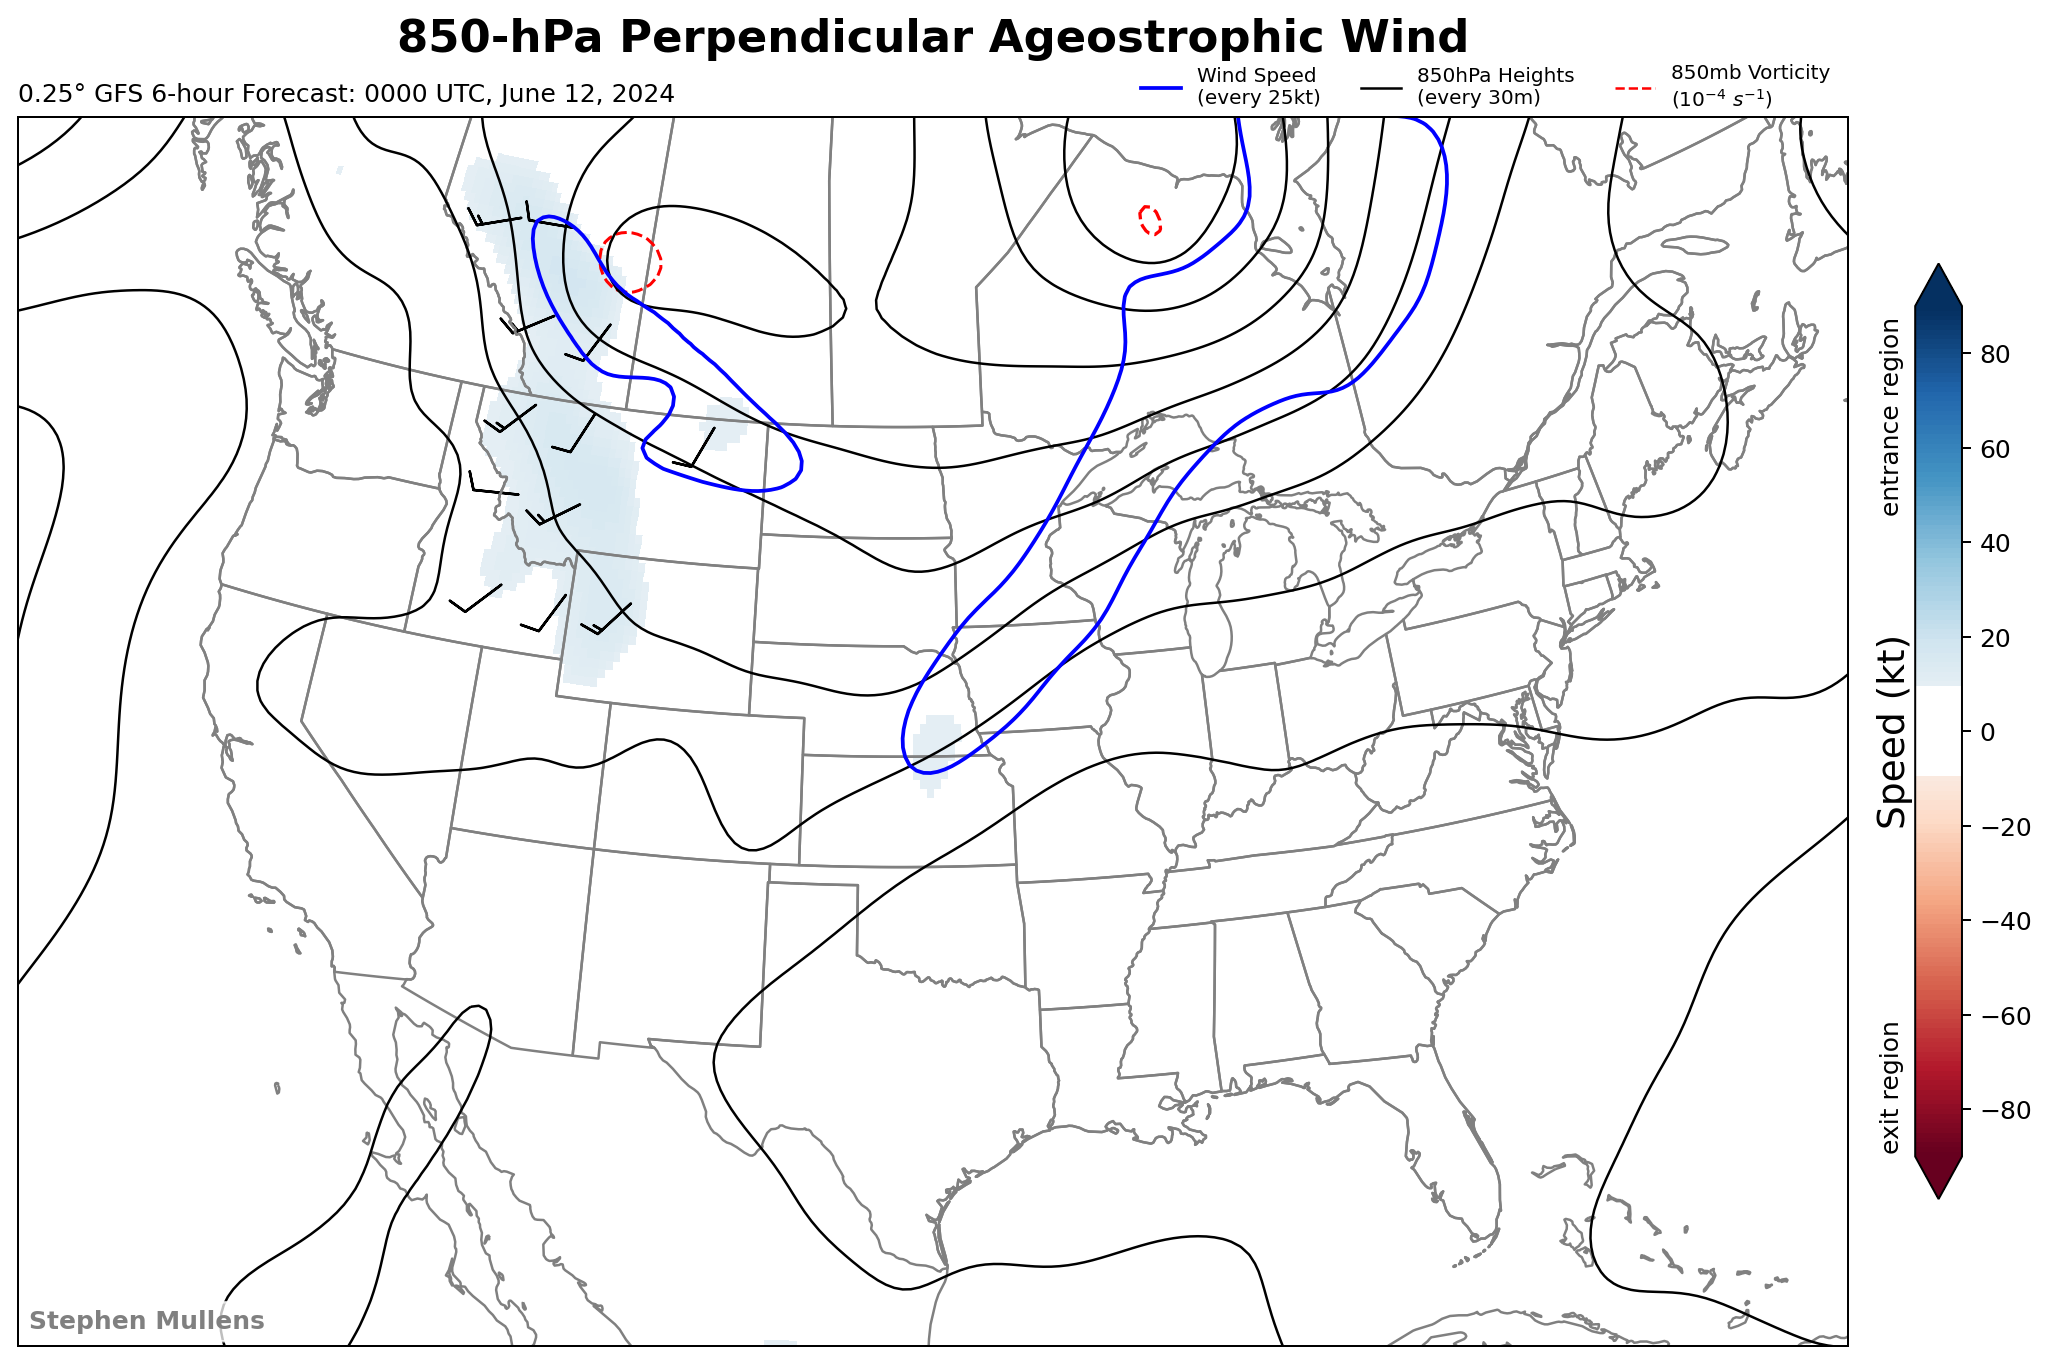 850-hPa Perpendicular Ageostrophic Wind
0.25° GFS 6-hour Forecast: 0000 UTC, June 12, 2024
Wind Speed
(every 25kt)
850hPa Heights
(every 30m)
850mb Vorticity
(10⁻⁴ s⁻¹)
entrance region
Speed (kt)
exit region
80
60
40
20
0
−20
−40
−60
−80
Stephen Mullens